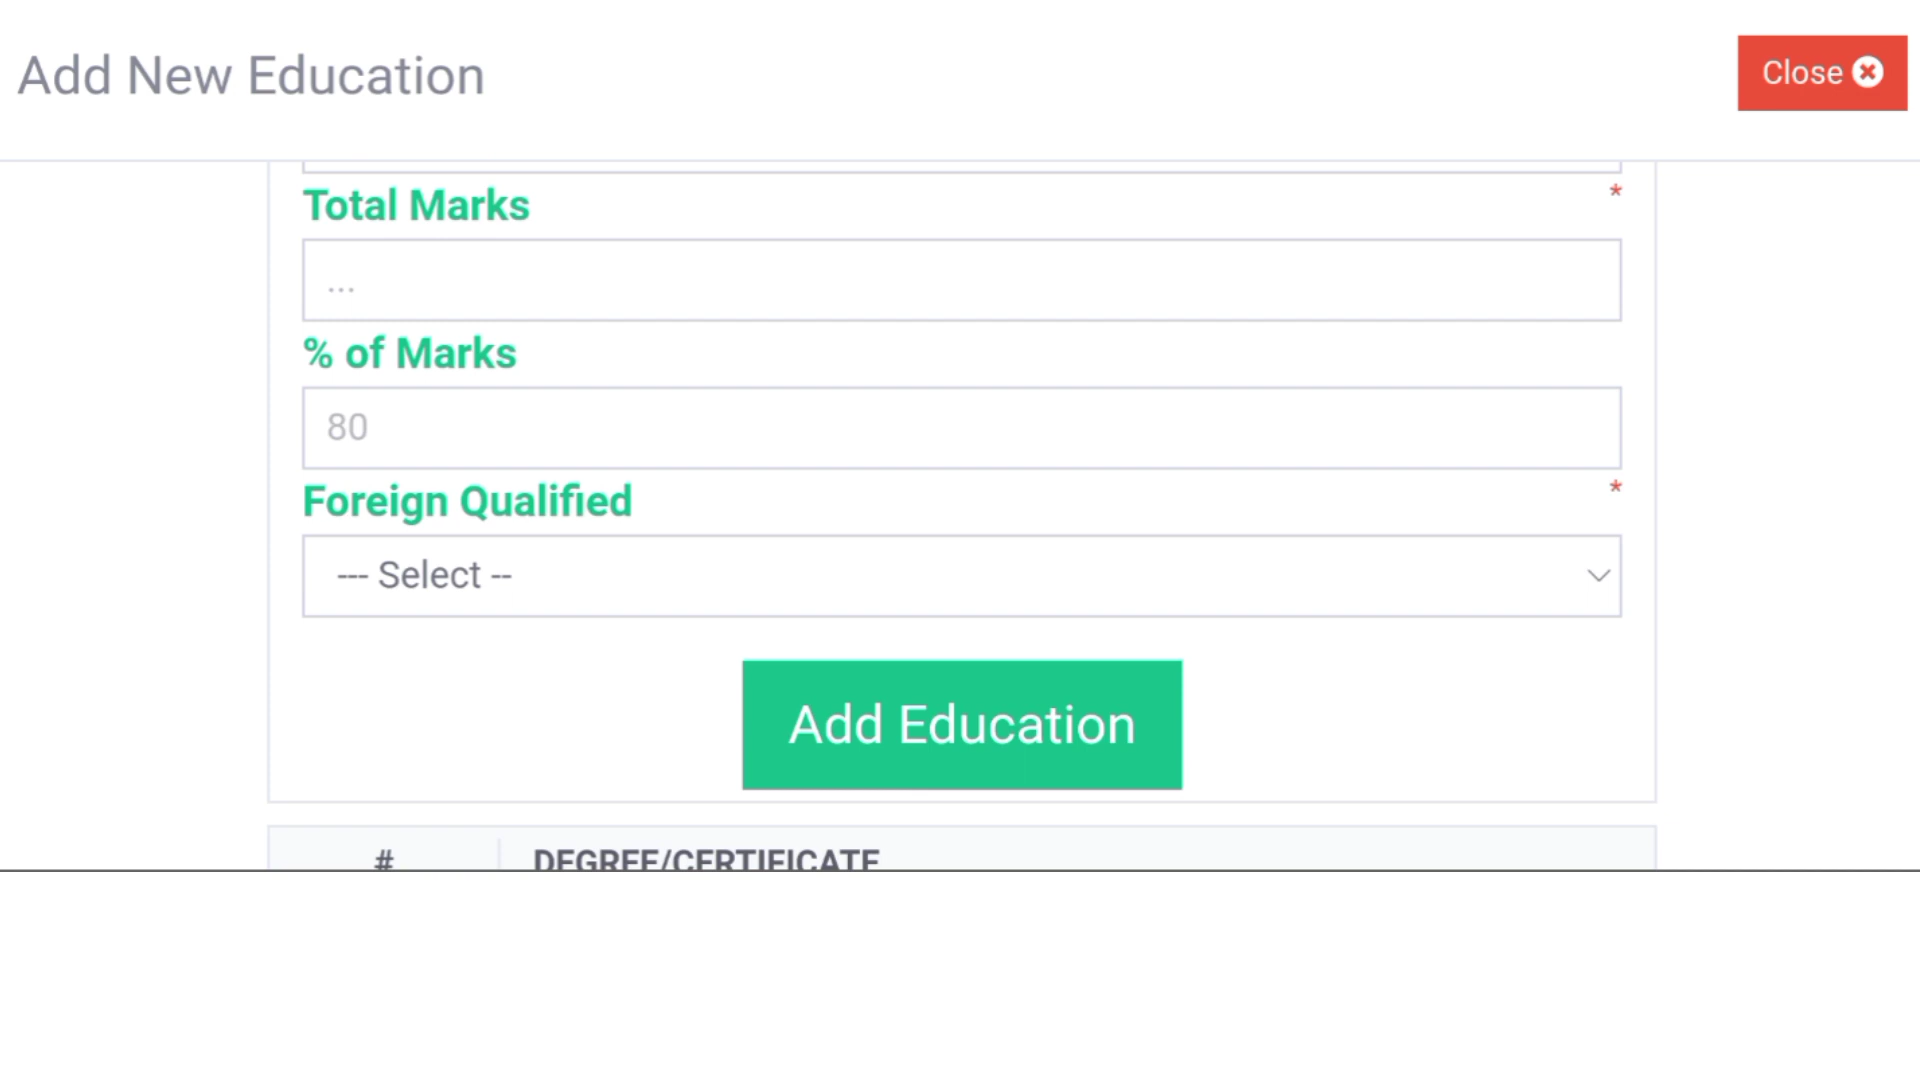 Add New Education
Close
Total Marks *
...
% of Marks
80
Foreign Qualified *
--- Select --
Add Education
# DEGREE/CERTIFICATE